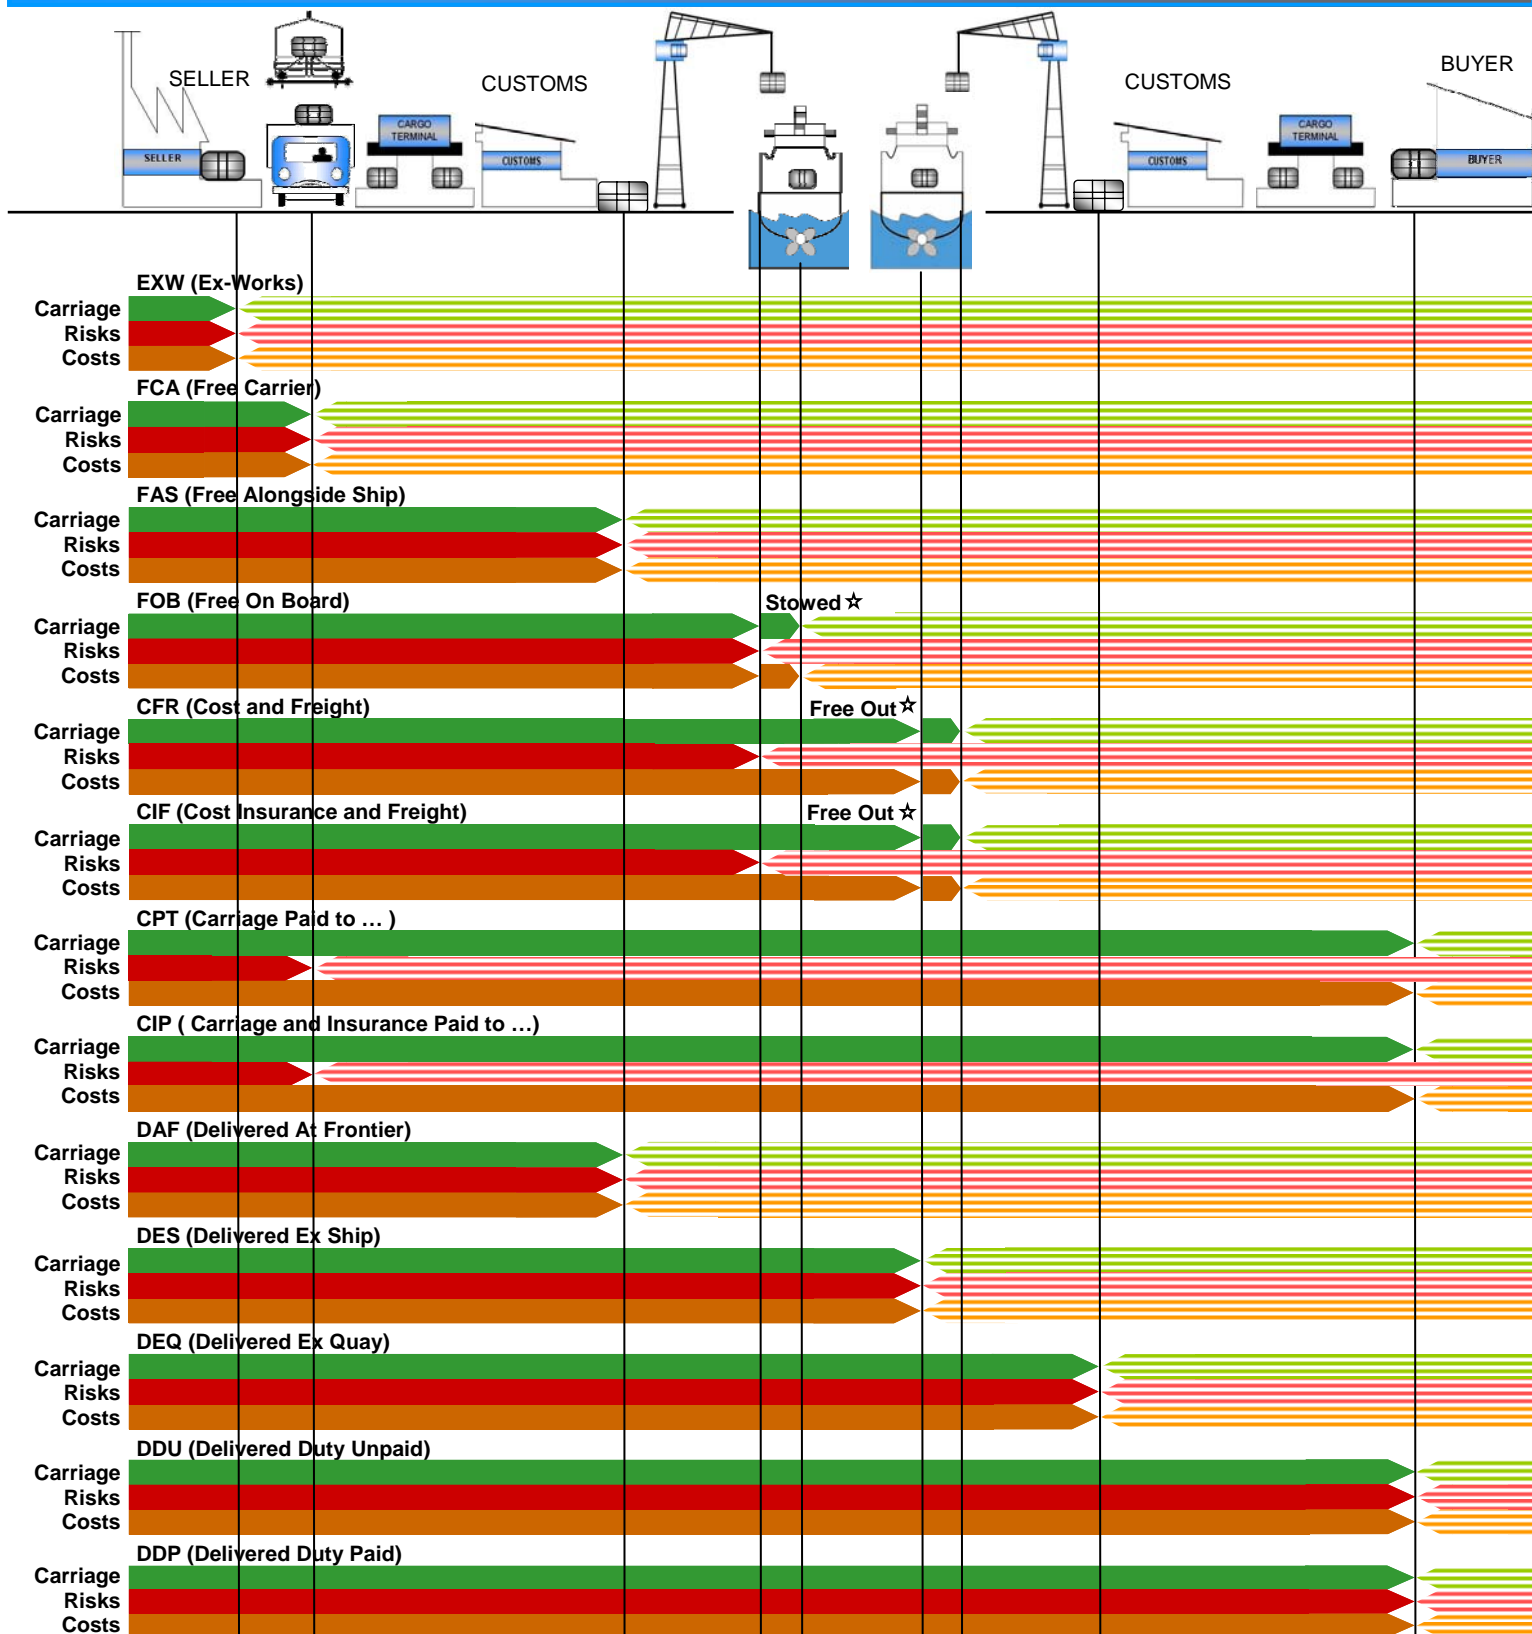 SELLER
CUSTOMS
CUSTOMS
BUYER
SELLER
CARGO
TERMINAL
CUSTOMS
CUSTOMS
CARGO
TERMINAL
BUYER
EXW (Ex-Works)
Carriage
Risks
Costs
FCA (Free Carrier)
Carriage
Risks
Costs
FAS (Free Alongside Ship)
Carriage
Risks
Costs
FOB (Free On Board) Stowed ☆
Carriage
Risks
Costs
CFR (Cost and Freight) Free Out ☆
Carriage
Risks
Costs
CIF (Cost Insurance and Freight) Free Out ☆
Carriage
Risks
Costs
CPT (Carriage Paid to … )
Carriage
Risks
Costs
CIP ( Carriage and Insurance Paid to …)
Carriage
Risks
Costs
DAF (Delivered At Frontier)
Carriage
Risks
Costs
DES (Delivered Ex Ship)
Carriage
Risks
Costs
DEQ (Delivered Ex Quay)
Carriage
Risks
Costs
DDU (Delivered Duty Unpaid)
Carriage
Risks
Costs
DDP (Delivered Duty Paid)
Carriage
Risks
Costs